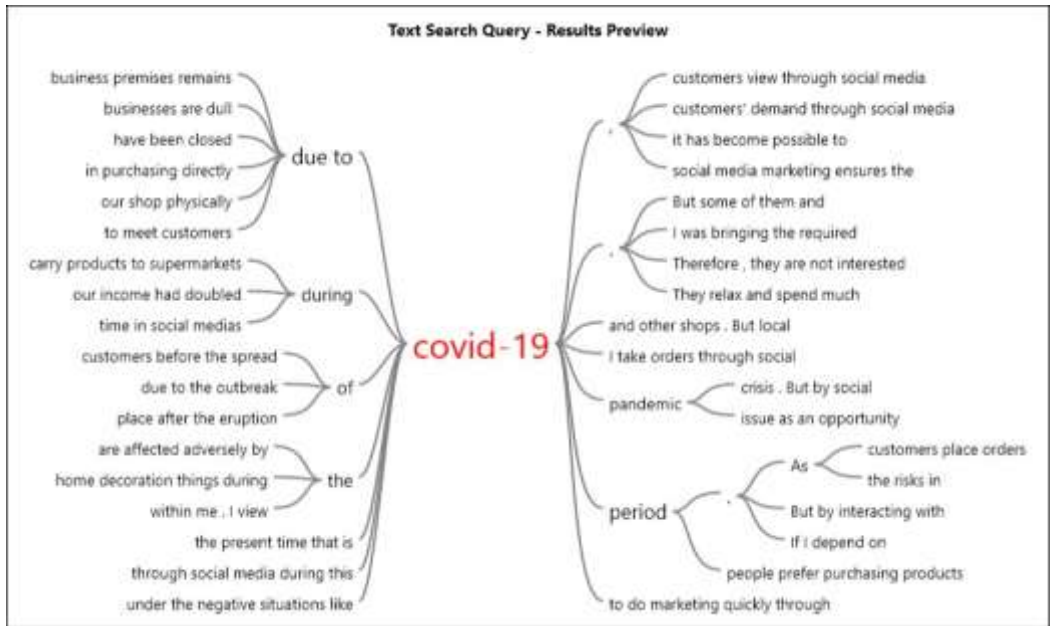 Text Search Query - Results Preview
business premises remains
businesses are dull
have been closed
in purchasing directly
our shop physically
to meet customers
due to
carry products to supermarkets
our income had doubled
time in social medias
during
customers before the spread
due to the outbreak
place after the eruption
of
are affected adversely by
home decoration things during
within me . I view
the
the present time that is
through social media during this
under the negative situations like
covid-19
,
customers view through social media
customers' demand through social media
it has become possible to
social media marketing ensures the
.
But some of them and
I was bringing the required
Therefore , they are not interested
They relax and spend much
and other shops . But local
I take orders through social
pandemic
crisis . But by social
issue as an opportunity
period
.
As
customers place orders
the risks in
But by interacting with
If I depend on
people prefer purchasing products
to do marketing quickly through